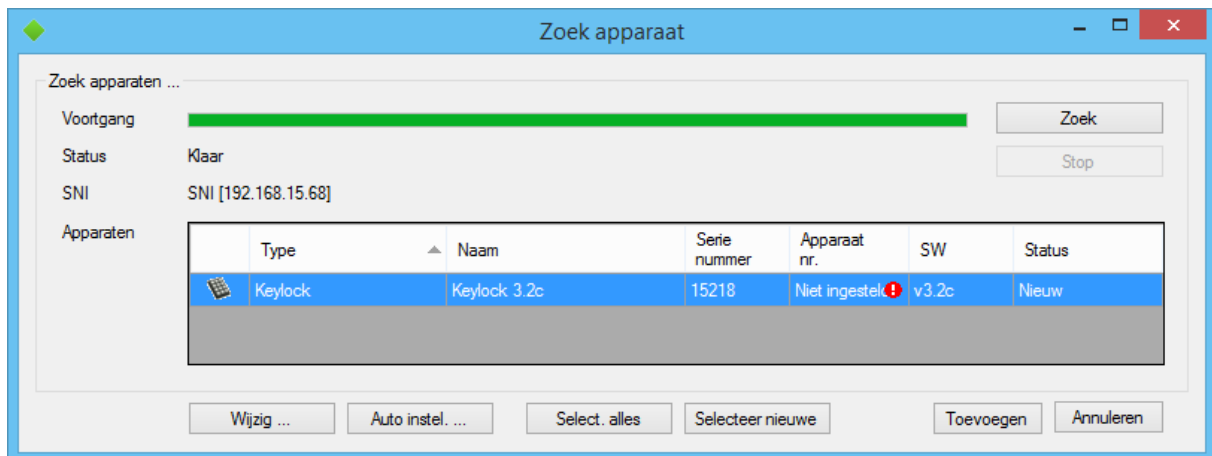 Zoek apparaat
Zoek apparaten ...
Voortgang
Zoek
Status Klaar
Stop
SNI SNI [192.168.15.68]
Apparaten
Type Naam Serie nummer Apparaat nr. SW Status
Keylock Keylock 3.2c 15218 Niet ingesteld v3.2c Nieuw
Wijzig ... Auto instel. ... Select. alles Selecteer nieuwe Toevoegen Annuleren